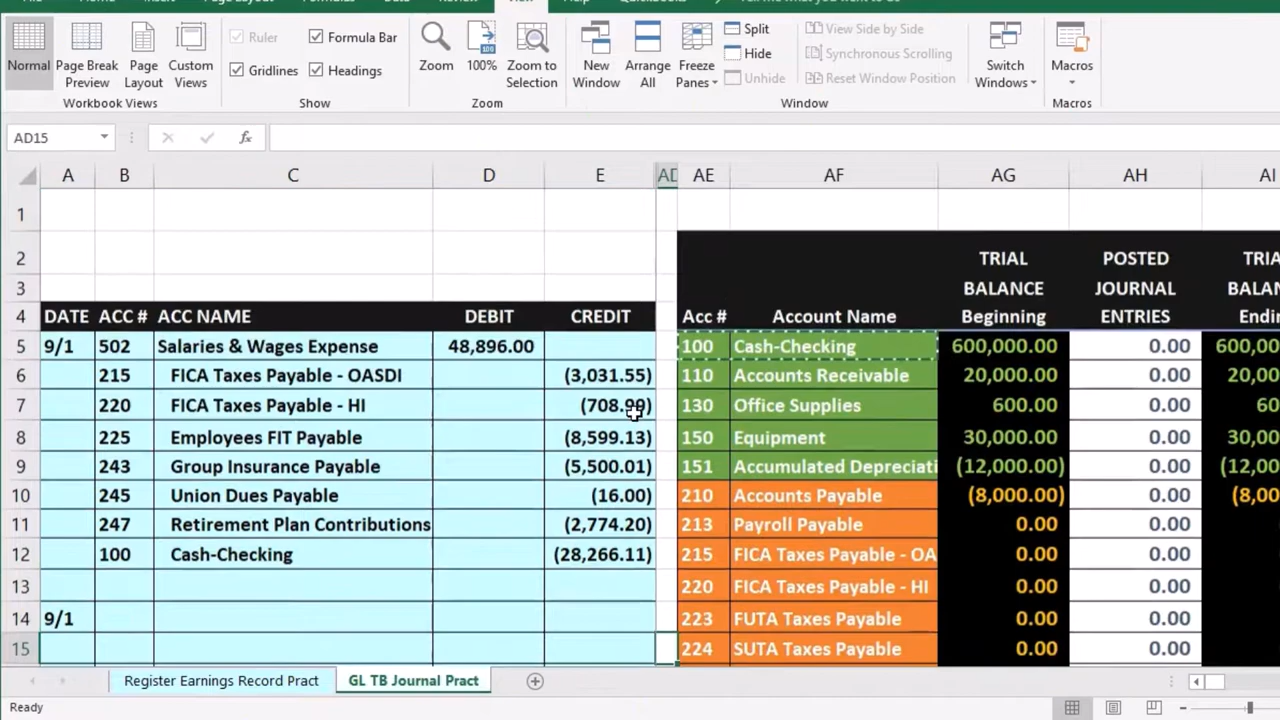 Help
QuickBooks
Ruler
Formula Bar
Gridlines
Headings
Split
Hide
Unhide
View Side by Side
Synchronous Scrolling
Reset Window Position
Normal
Page Break
Preview
Page
Layout
Custom
Views
Zoom
100%
Zoom to
Selection
New
Window
Arrange
All
Freeze
Panes
Switch
Windows
Macros
Workbook Views
Show
Zoom
Window
Macros
AD15
fx
A B C D E AD AE AF AG AH AI
1
2 TRIAL POSTED TRIA
3 BALANCE JOURNAL BALAN
4 DATE ACC # ACC NAME DEBIT CREDIT Acc # Account Name Beginning ENTRIES Endi
5 9/1 502 Salaries & Wages Expense 48,896.00 100 Cash-Checking 600,000.00 0.00 600,00
6 215 FICA Taxes Payable - OASDI (3,031.55) 110 Accounts Receivable 20,000.00 0.00 20,00
7 220 FICA Taxes Payable - HI (708.99) 130 Office Supplies 600.00 0.00 60
8 225 Employees FIT Payable (8,599.13) 150 Equipment 30,000.00 0.00 30,00
9 243 Group Insurance Payable (5,500.01) 151 Accumulated Depreciati (12,000.00) 0.00 (12,00
10 245 Union Dues Payable (16.00) 210 Accounts Payable (8,000.00) 0.00 (8,00
11 247 Retirement Plan Contributions (2,774.20) 213 Payroll Payable 0.00 0.00
12 100 Cash-Checking (28,266.11) 215 FICA Taxes Payable - OA 0.00 0.00
13 220 FICA Taxes Payable - HI 0.00 0.00
14 9/1 223 FUTA Taxes Payable 0.00 0.00
15 224 SUTA Taxes Payable 0.00 0.00
Register Earnings Record Pract GL TB Journal Pract
Ready